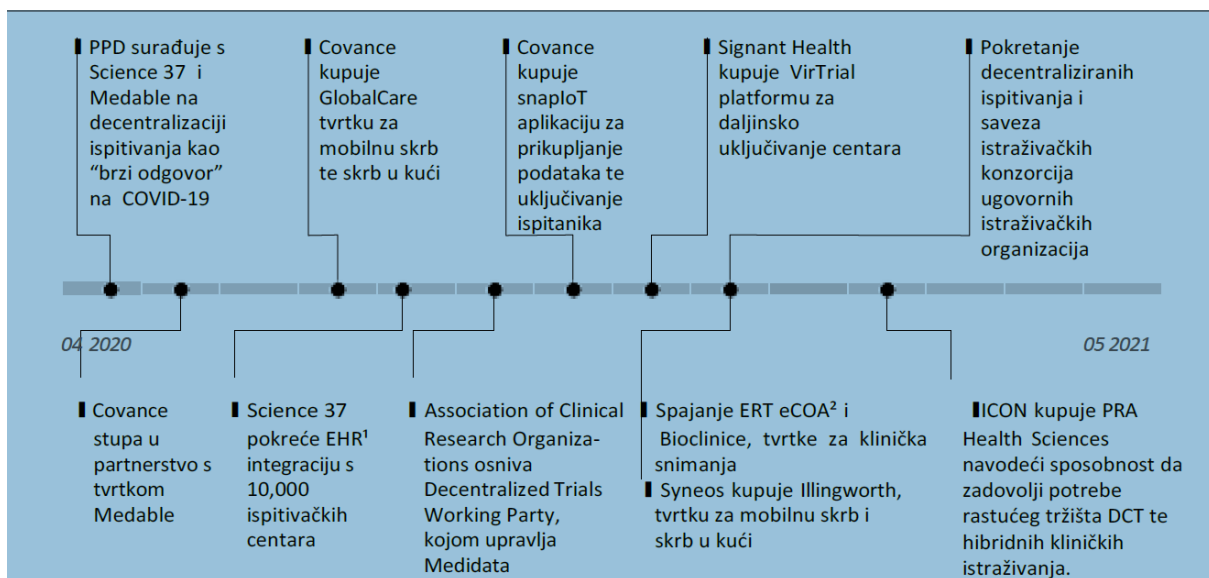 PPD surađuje s
Science 37 i
Medable na
decentralizaciji
ispitivanja kao
“brzi odgovor”
na COVID-19
Covance
kupuje
GlobalCare
tvrtku za
mobilnu skrb
te skrb u kući
Covance
kupuje
snapIoT
aplikaciju za
prikupljanje
podataka te
uključivanje
ispitanika
Signant Health
kupuje VirTrial
platformu za
daljinsko
uključivanje centara
Pokretanje
decentraliziranih
ispitivanja i
saveza
istraživačkih
konzorcija
ugovornih
istraživačkih
organizacija
04 2020
05 2021
Covance
stupa u
partnerstvo s
tvrtkom
Medable
Science 37
pokreće EHR¹
integraciju s
10,000
ispitivačkih
centara
Association of Clinical
Research Organiza-
tions osniva
Decentralized Trials
Working Party,
kojom upravlja
Medidata
Spajanje ERT eCOA² i
Bioclinice, tvrtke za klinička
snimanja
Syneos kupuje Illingworth,
tvrtku za mobilnu skrb i
skrb u kući
ICON kupuje PRA
Health Sciences
navodeći sposobnost da
zadovolji potrebe
rastućeg tržišta DCT te
hibridnih kliničkih
istraživanja.